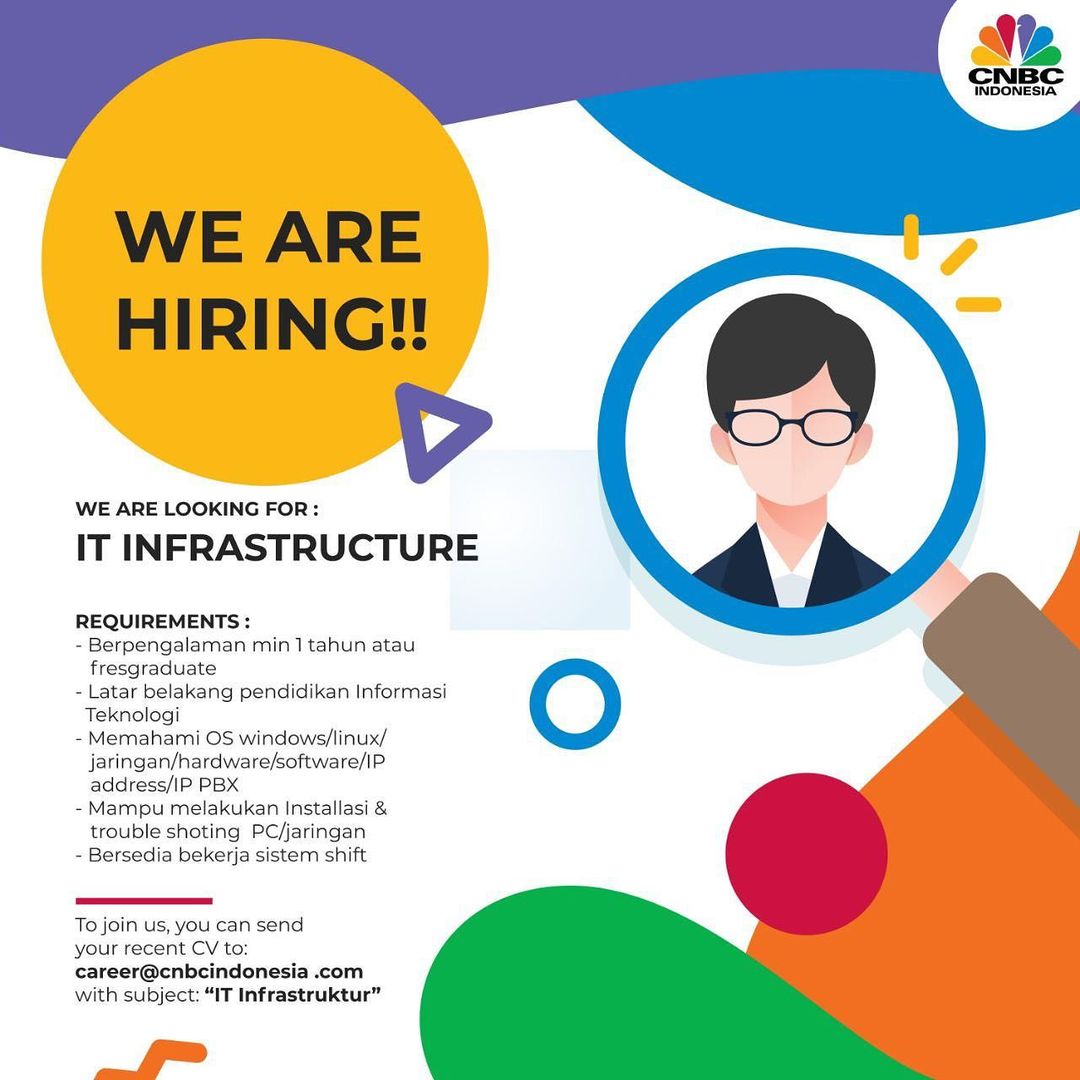 CNBC
INDONESIA
WE ARE
HIRING!!
WE ARE LOOKING FOR :
IT INFRASTRUCTURE
REQUIREMENTS :
- Berpengalaman min 1 tahun atau
fresgraduate
- Latar belakang pendidikan Informasi
Teknologi
- Memahami OS windows/linux/
jaringan/hardware/software/IP
address/IP PBX
- Mampu melakukan Installasi &
trouble shoting  PC/jaringan
- Bersedia bekerja sistem shift
To join us, you can send
your recent CV to:
career@cnbcindonesia .com
with subject: “IT Infrastruktur”